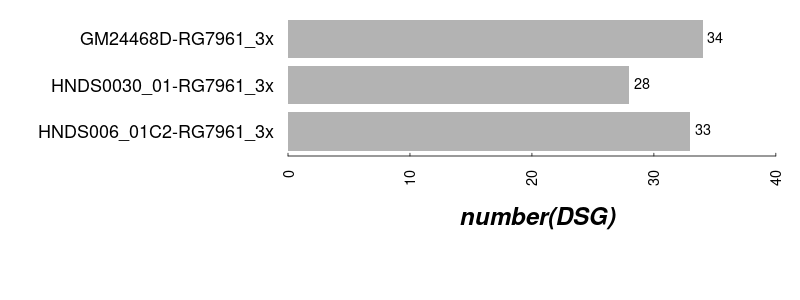 GM24468D-RG7961_3x 34
HNDS0030_01-RG7961_3x 28
HNDS006_01C2-RG7961_3x 33
0 10 20 30 40
number(DSG)